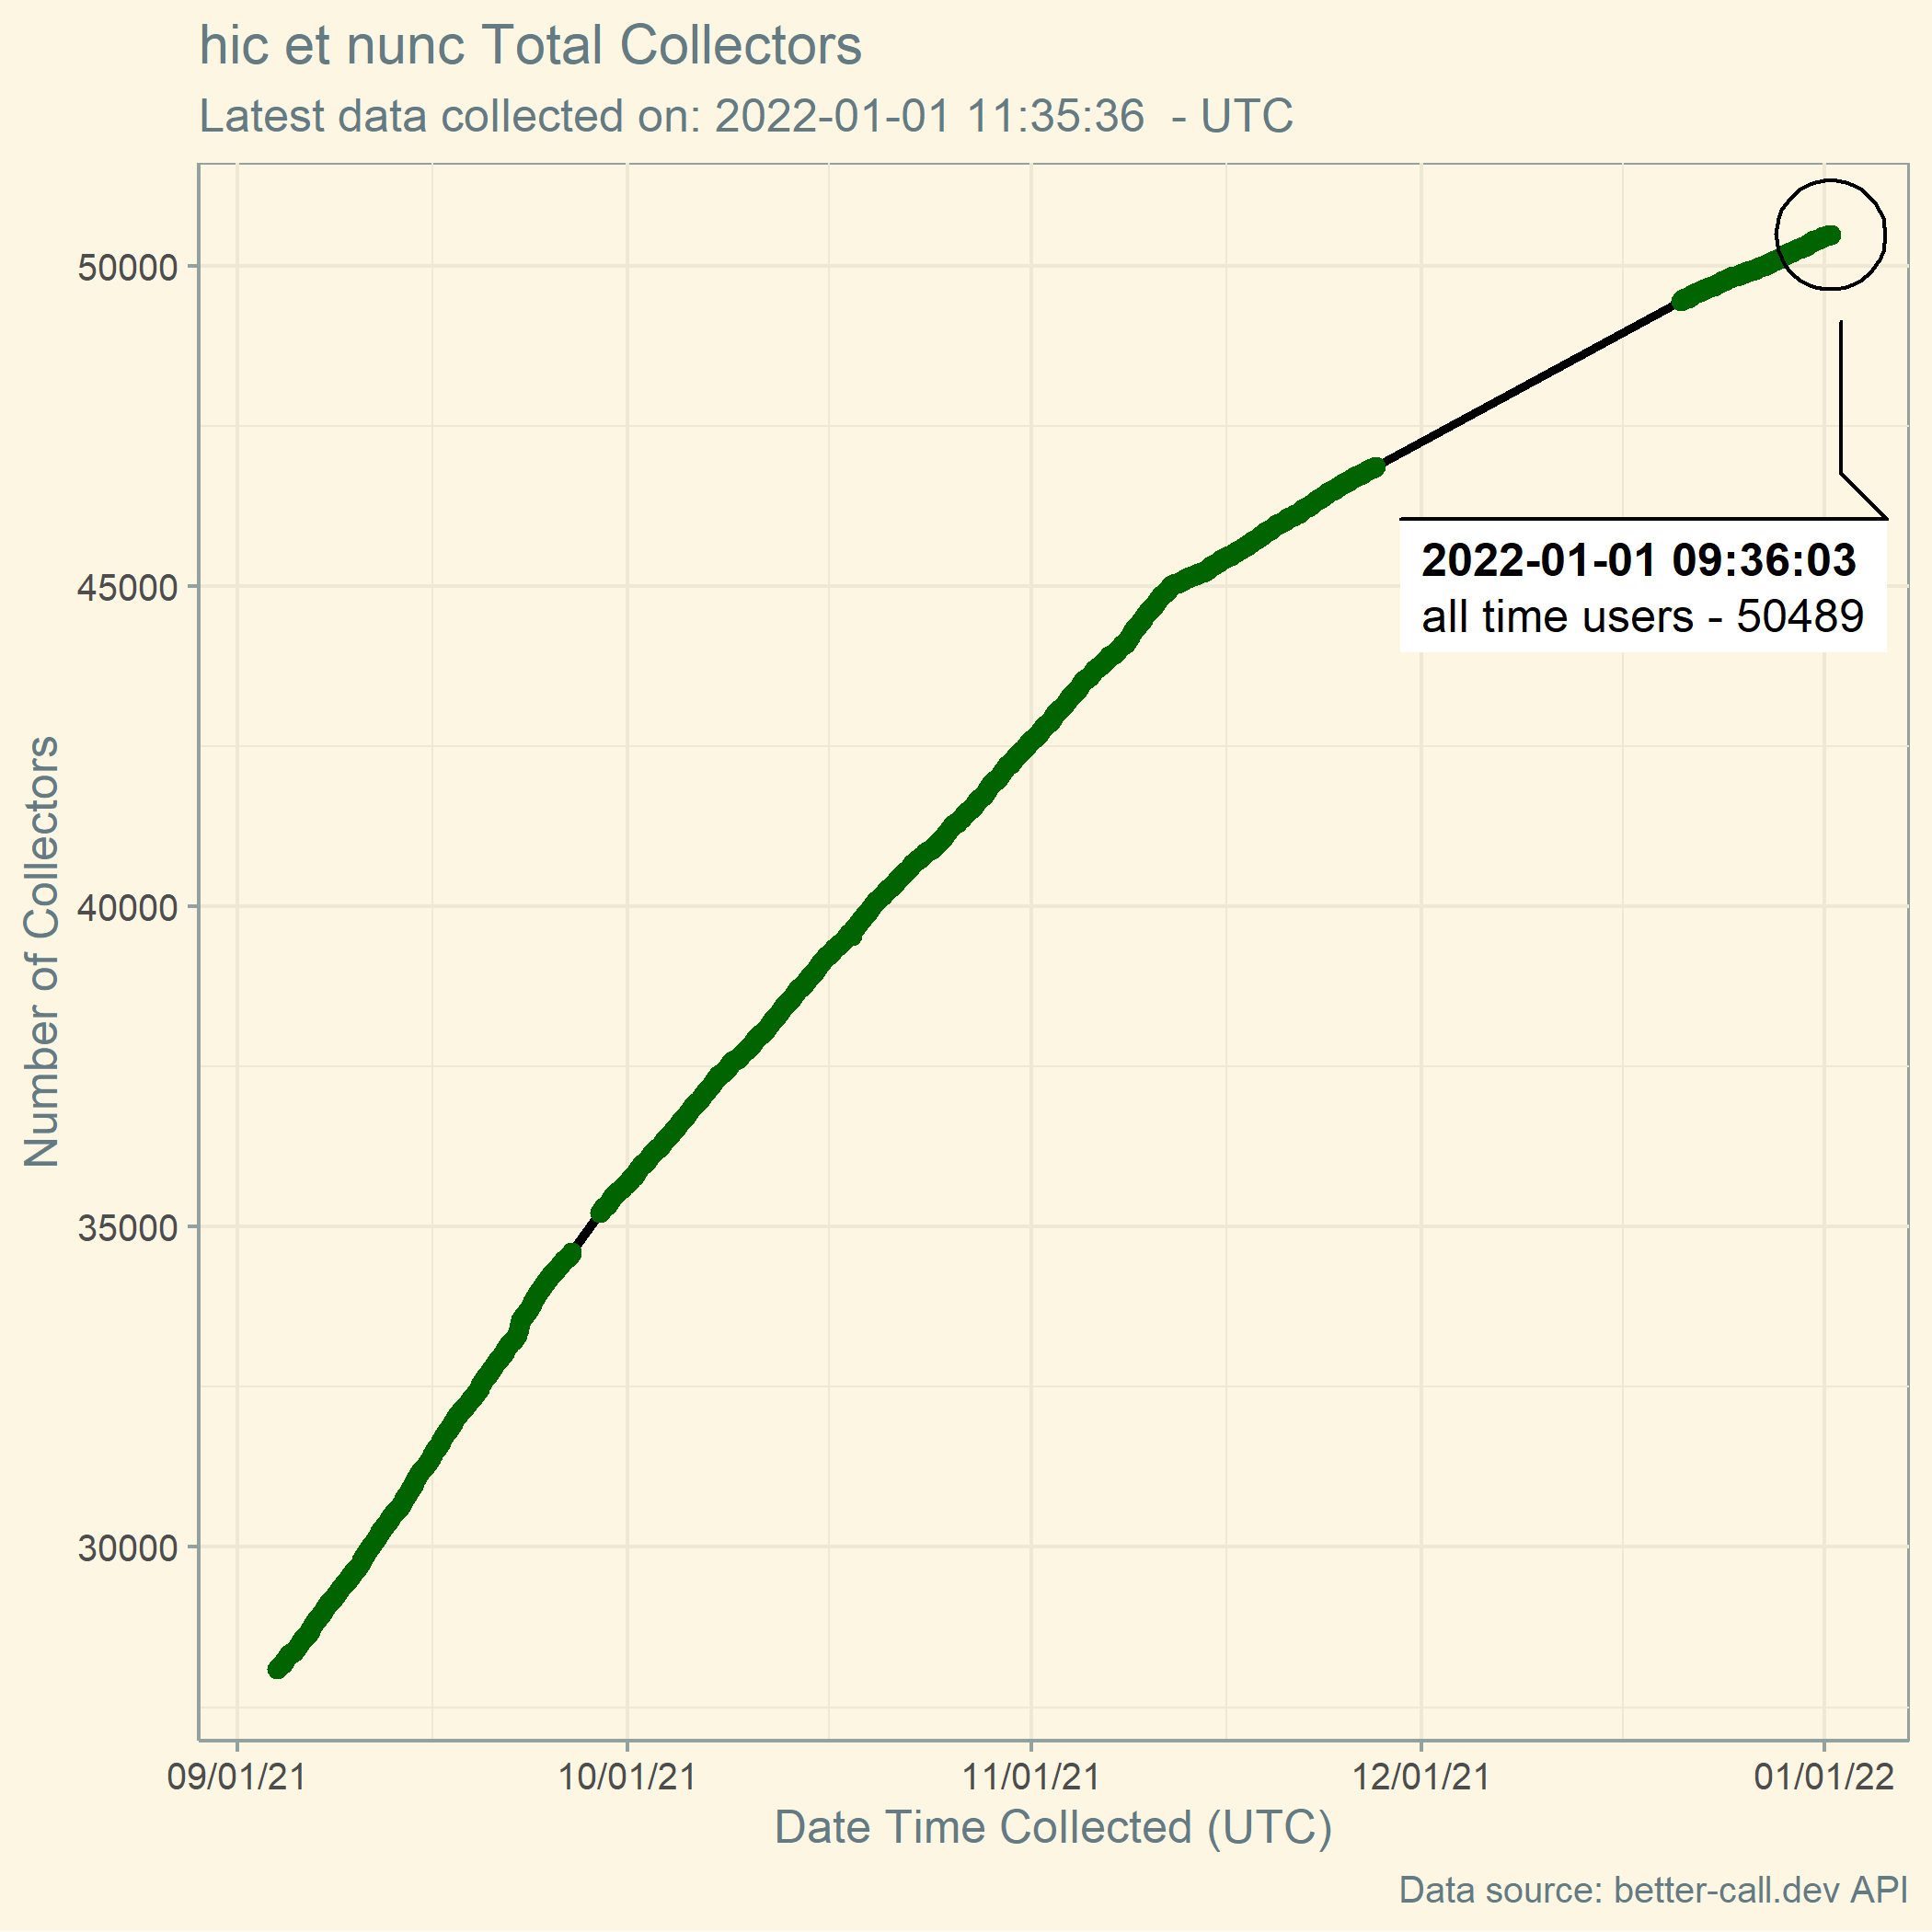 hic et nunc Total Collectors
Latest data collected on: 2022-01-01 11:35:36  - UTC
Number of Collectors
50000
45000
40000
35000
30000
2022-01-01 09:36:03
all time users - 50489
09/01/21 10/01/21 11/01/21 12/01/21 01/01/22
Date Time Collected (UTC)
Data source: better-call.dev API